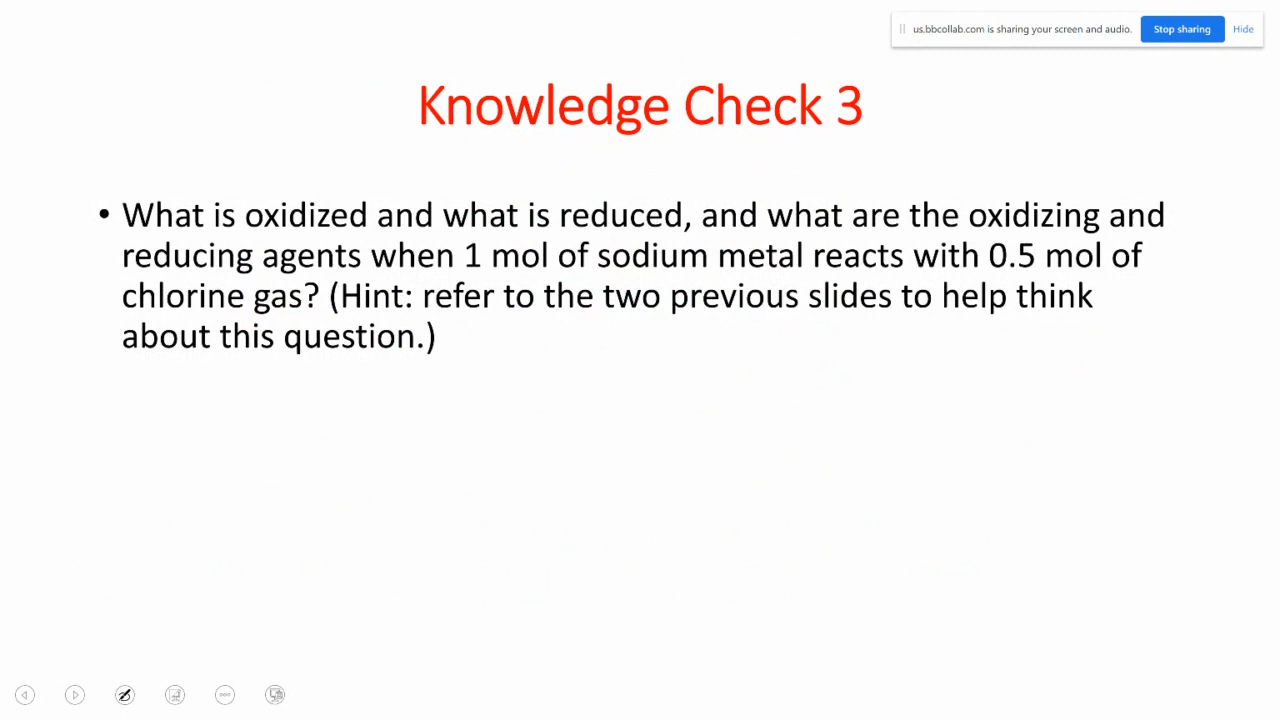 us.bbcollab.com is sharing your screen and audio. Stop sharing Hide
Knowledge Check 3
• What is oxidized and what is reduced, and what are the oxidizing and
reducing agents when 1 mol of sodium metal reacts with 0.5 mol of
chlorine gas? (Hint: refer to the two previous slides to help think
about this question.)